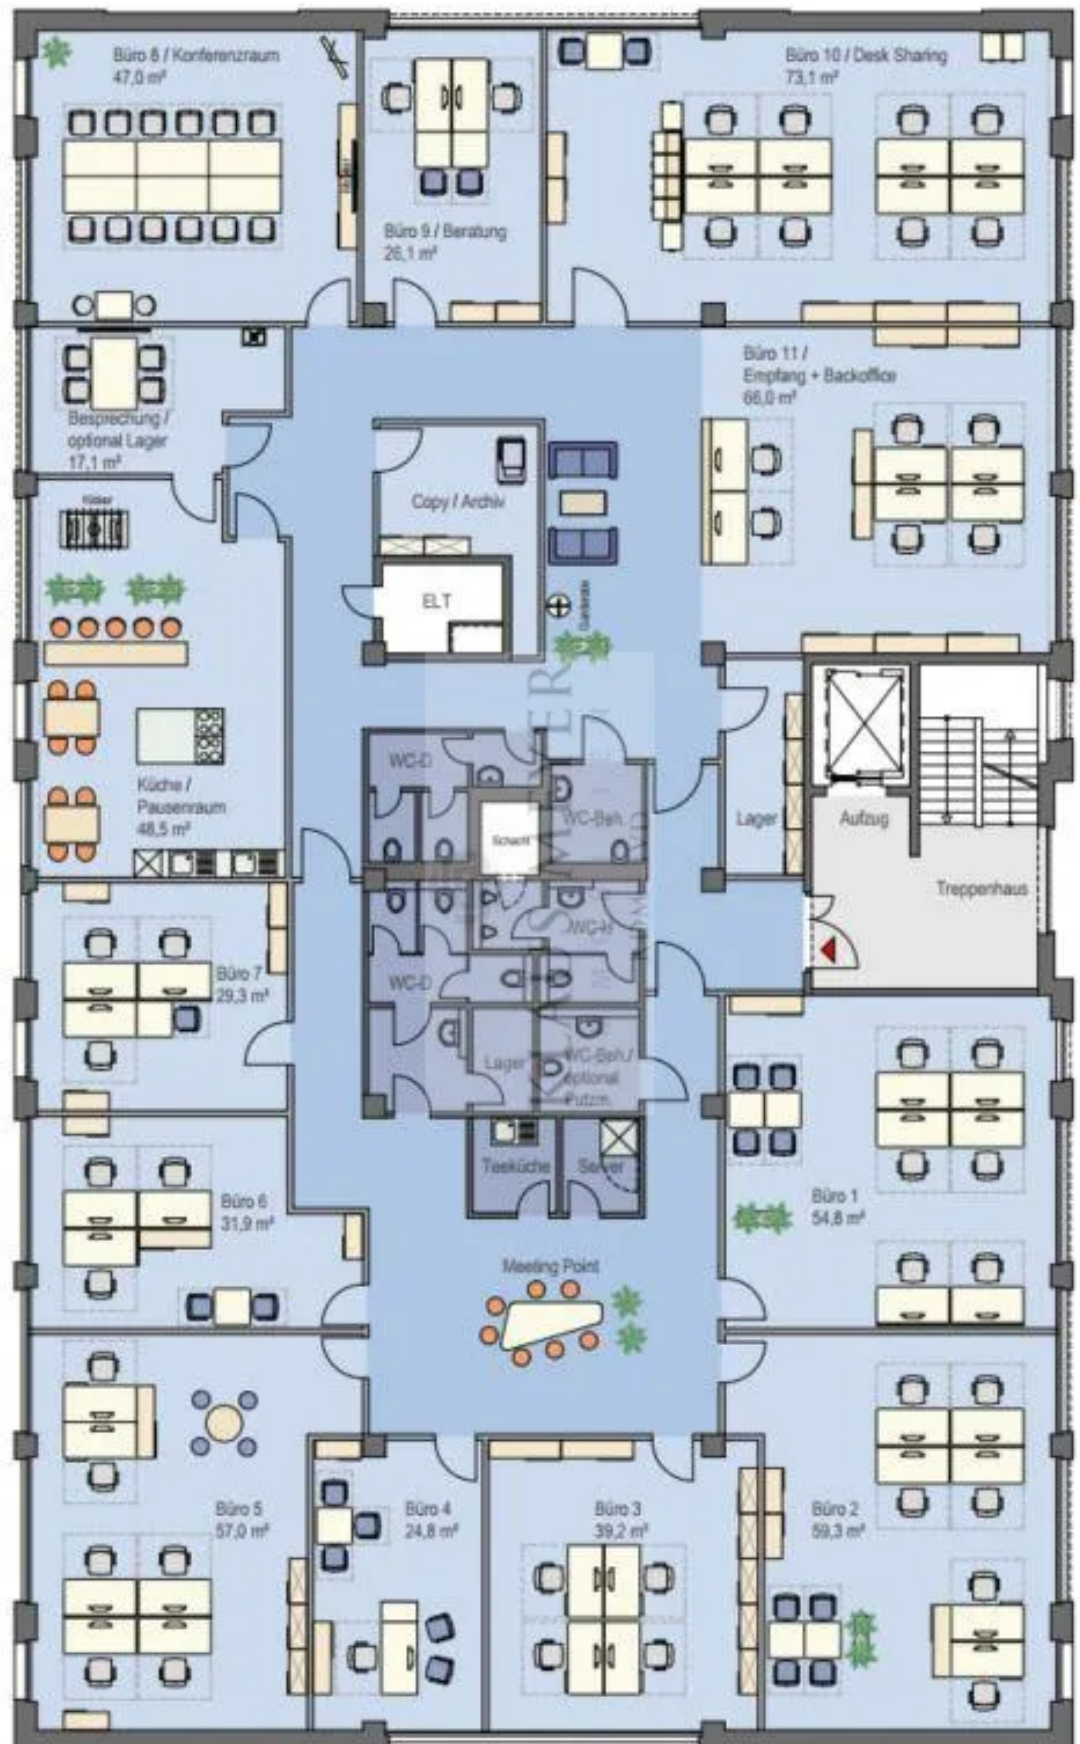 Büro 8 / Konferenzraum
47,0 m²
Büro 9 / Beratung
26,1 m²
Büro 10 / Desk Sharing
73,1 m²
Büro 11 /
Empfang + Backoffice
66,0 m²
Besprechung /
optional Lager
17,1 m²
Copy / Archiv
ELT
Garderobe
Küche /
Pausenraum
48,5 m²
WC-D
Schacht
WC-Beh.
Lager
Aufzug
Treppenhaus
WC-H
WC-D
Lager
WC-Beh./
optional
Putzm.
Teeküche
Server
Büro 7
29,3 m²
Büro 6
31,9 m²
Büro 1
54,8 m²
Meeting Point
Büro 5
57,0 m²
Büro 4
24,8 m²
Büro 3
39,2 m²
Büro 2
59,3 m²